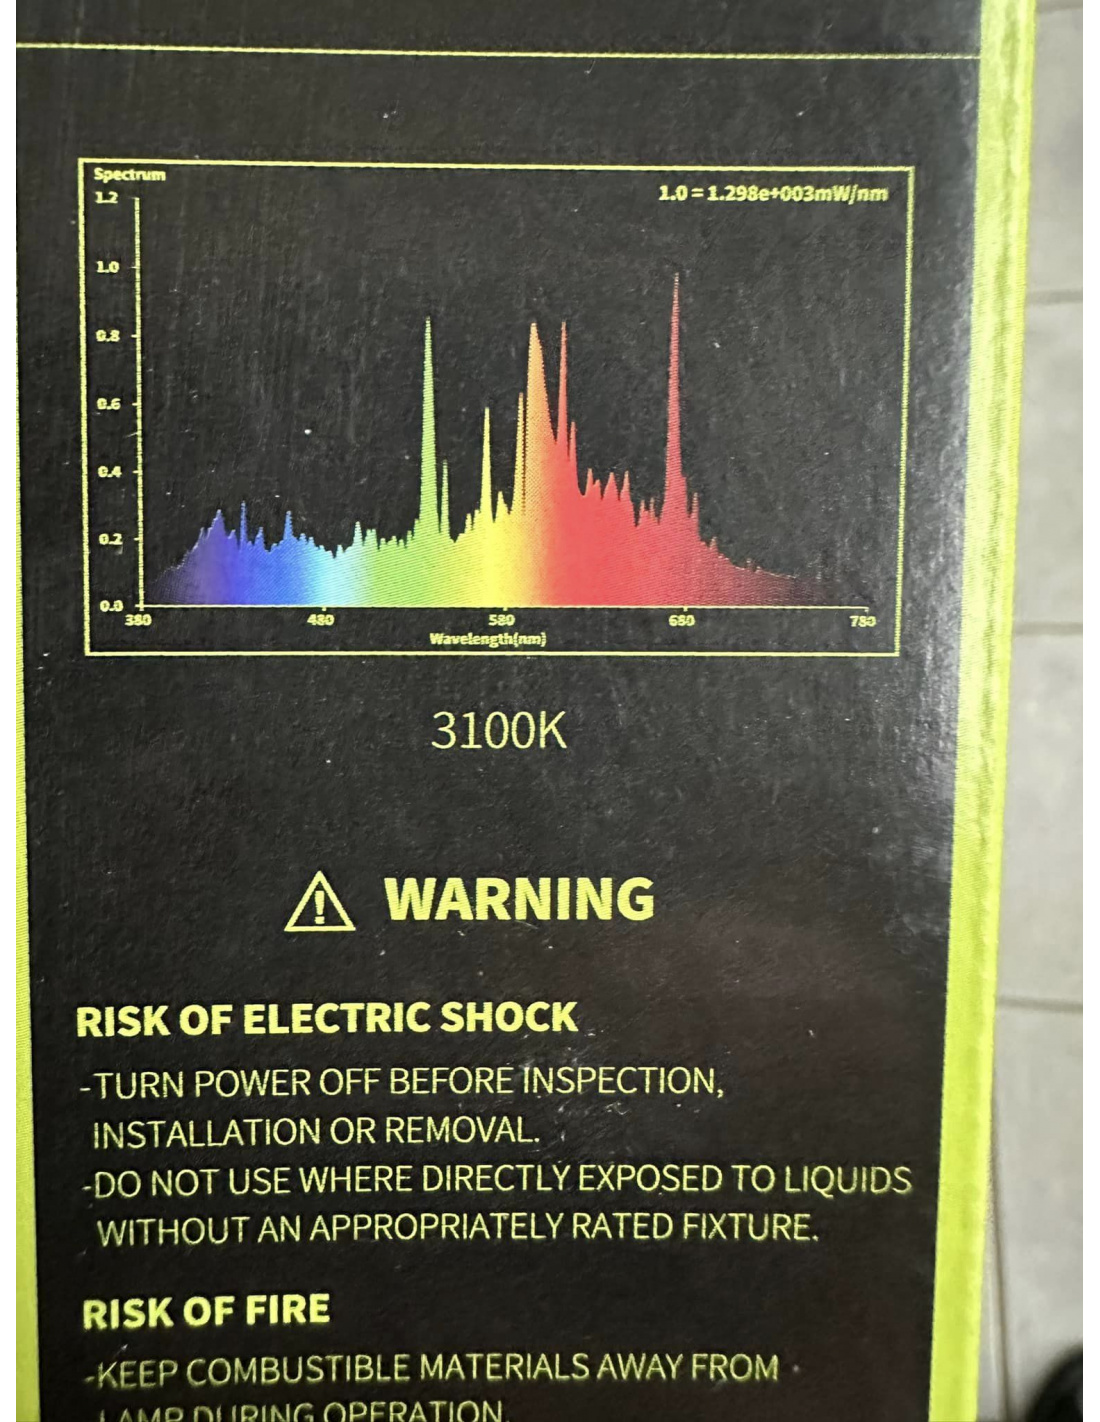 Spectrum
1.0 = 1.298e+003mW/nm
1.2
1.0
0.8
0.6
0.4
0.2
0.0
380 480 580 680 780
Wavelength(nm)
3100K
WARNING
RISK OF ELECTRIC SHOCK
-TURN POWER OFF BEFORE INSPECTION,
INSTALLATION OR REMOVAL.
-DO NOT USE WHERE DIRECTLY EXPOSED TO LIQUIDS
WITHOUT AN APPROPRIATELY RATED FIXTURE.
RISK OF FIRE
-KEEP COMBUSTIBLE MATERIALS AWAY FROM
LAMP DURING OPERATION.